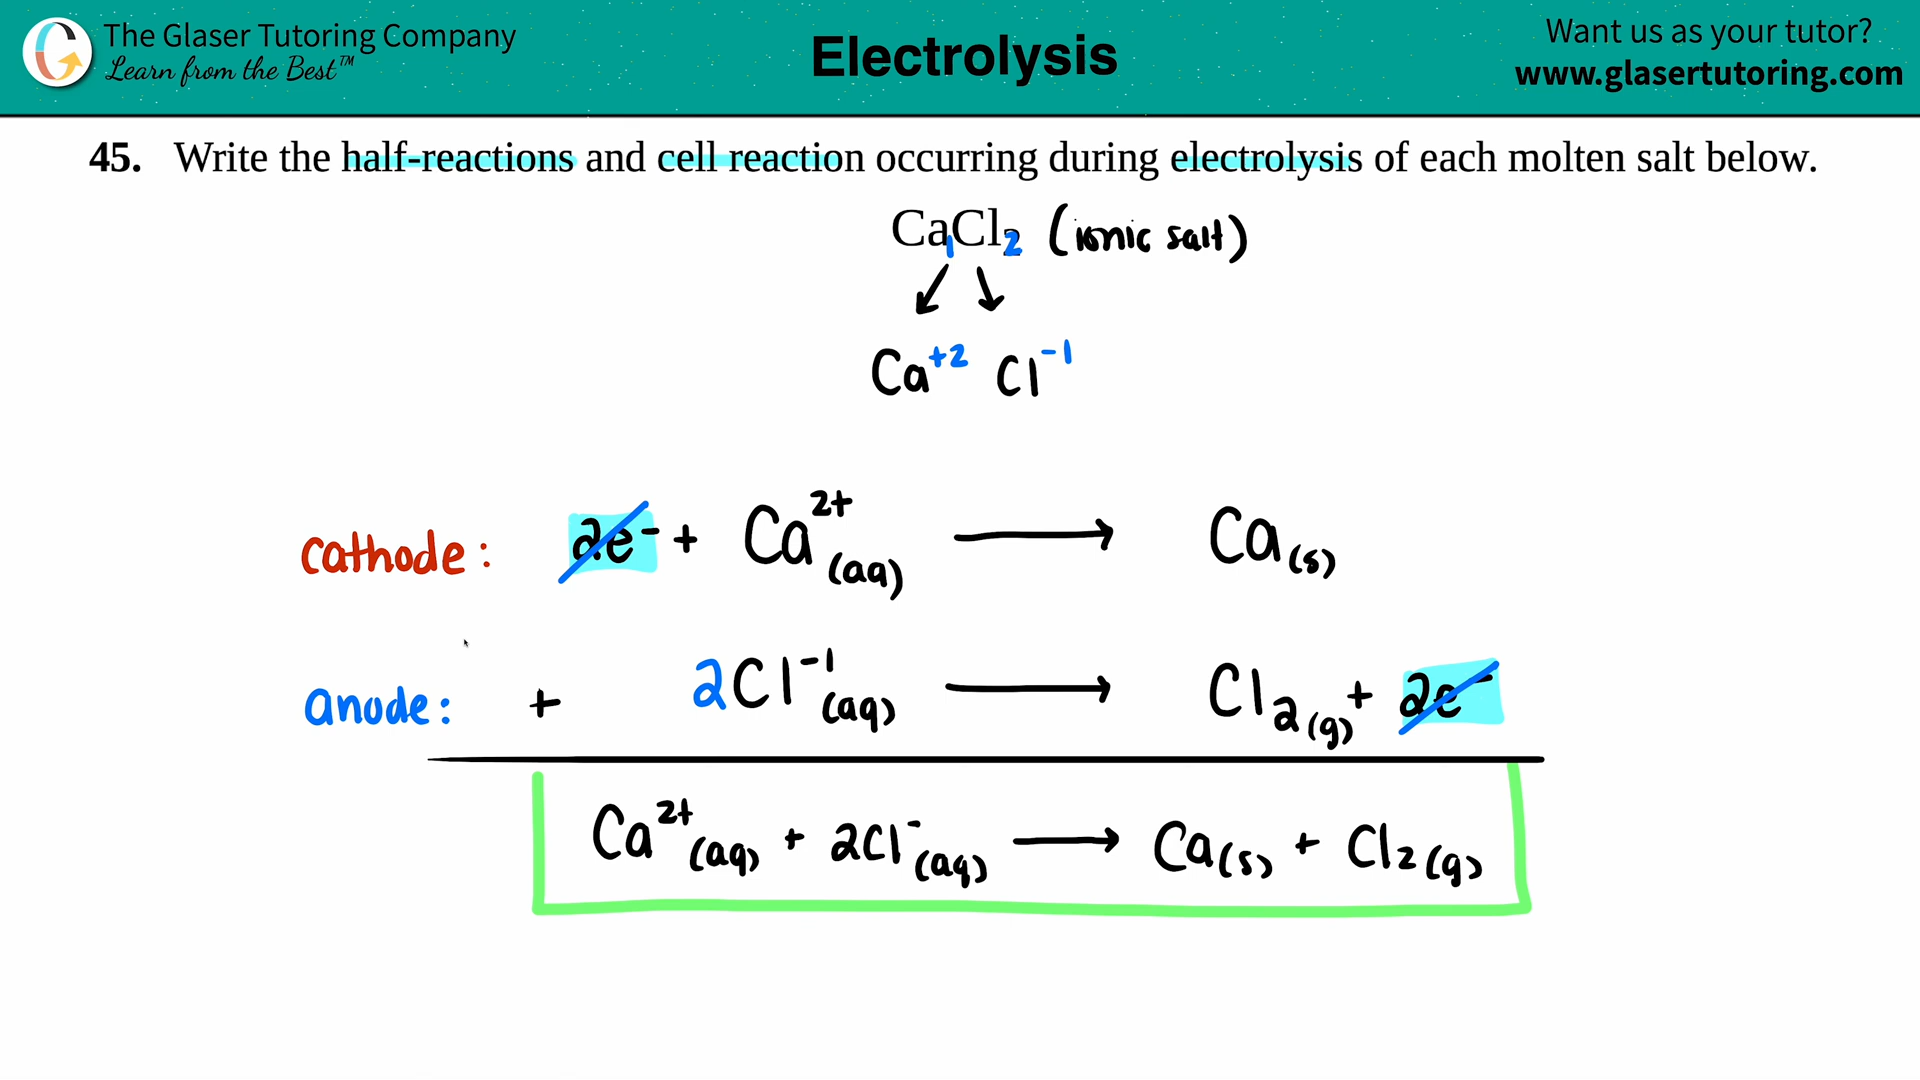 The Glaser Tutoring Company
Learn from the Best™
Electrolysis
Want us as your tutor?
www.glasertutoring.com
45. Write the half-reactions and cell reaction occurring during electrolysis of each molten salt below.
Ca₁Cl₂ (ionic salt)
Ca⁺² Cl⁻¹
cathode: 2e⁻ + Ca²⁺(aq) → Ca(s)
anode: + 2Cl⁻¹(aq) → Cl₂(g) + 2e⁻
Ca²⁺(aq) + 2Cl⁻(aq) → Ca(s) + Cl₂(g)